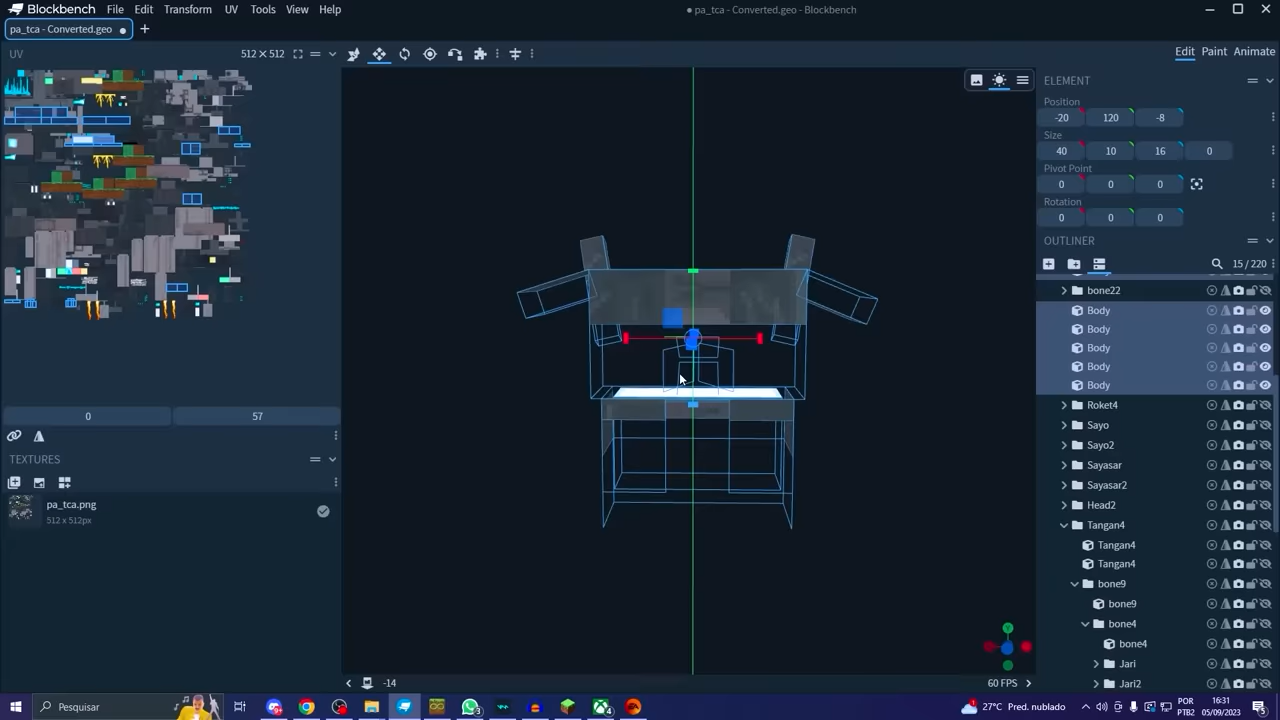 Blockbench File Edit Transform UV Tools View Help
pa_tca - Converted.geo - Blockbench
pa_tca - Converted.geo
UV
512 × 512
Edit Paint Animate
ELEMENT
Position
-20 120 -8
Size
40 10 16 0
Pivot Point
0 0 0
Rotation
0 0 0
OUTLINER
15 / 220
bone22
Body
Body
Body
Body
Body
Roket4
Sayo
Sayo2
Sayasar
Sayasar2
Head2
Tangan4
Tangan4
Tangan4
bone9
bone9
bone4
bone4
Jari
Jari2
0 57
TEXTURES
pa_tca.png
512 x 512px
-14
60 FPS
Pesquisar
27°C Pred. nublado
POR
PTB2
16:31
05/09/2023